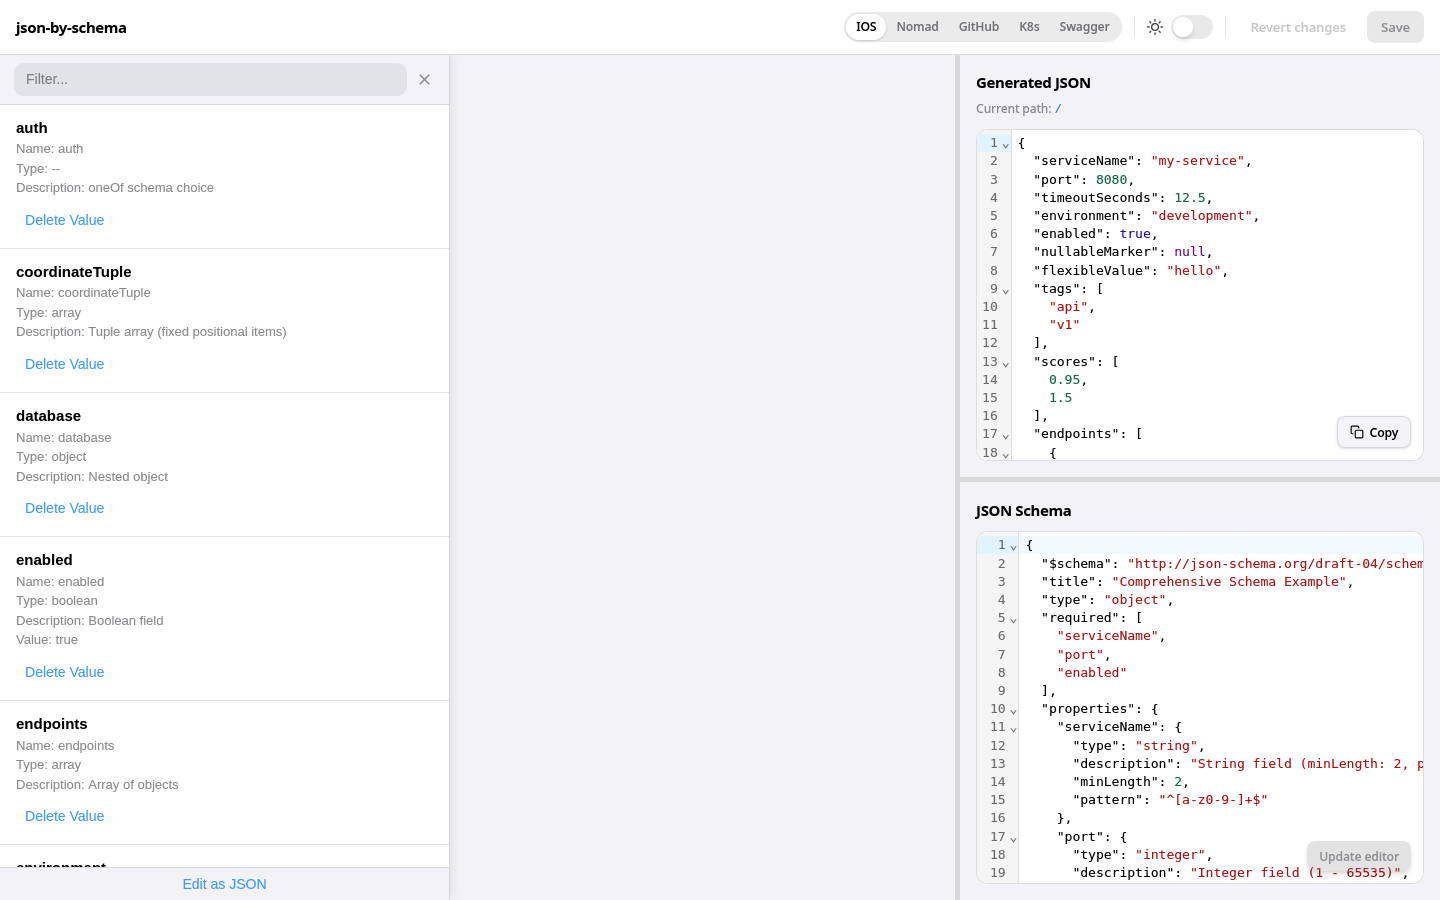 json-by-schema
IOS Nomad GitHub K8s Swagger
Revert changes Save
Filter...
auth
Name: auth
Type: --
Description: oneOf schema choice
Delete Value
coordinateTuple
Name: coordinateTuple
Type: array
Description: Tuple array (fixed positional items)
Delete Value
database
Name: database
Type: object
Description: Nested object
Delete Value
enabled
Name: enabled
Type: boolean
Description: Boolean field
Value: true
Delete Value
endpoints
Name: endpoints
Type: array
Description: Array of objects
Delete Value
environment
Edit as JSON
Generated JSON
Current path: /
1 {
2 "serviceName": "my-service",
3 "port": 8080,
4 "timeoutSeconds": 12.5,
5 "environment": "development",
6 "enabled": true,
7 "nullableMarker": null,
8 "flexibleValue": "hello",
9 "tags": [
10 "api",
11 "v1"
12 ],
13 "scores": [
14 0.95,
15 1.5
16 ],
17 "endpoints": [
18 {
Copy
JSON Schema
1 {
2 "$schema": "http://json-schema.org/draft-04/schem
3 "title": "Comprehensive Schema Example",
4 "type": "object",
5 "required": [
6 "serviceName",
7 "port",
8 "enabled"
9 ],
10 "properties": {
11 "serviceName": {
12 "type": "string",
13 "description": "String field (minLength: 2, p
14 "minLength": 2,
15 "pattern": "^[a-z0-9-]+$"
16 },
17 "port": {
18 "type": "integer",
19 "description": "Integer field (1 - 65535)",
Update editor